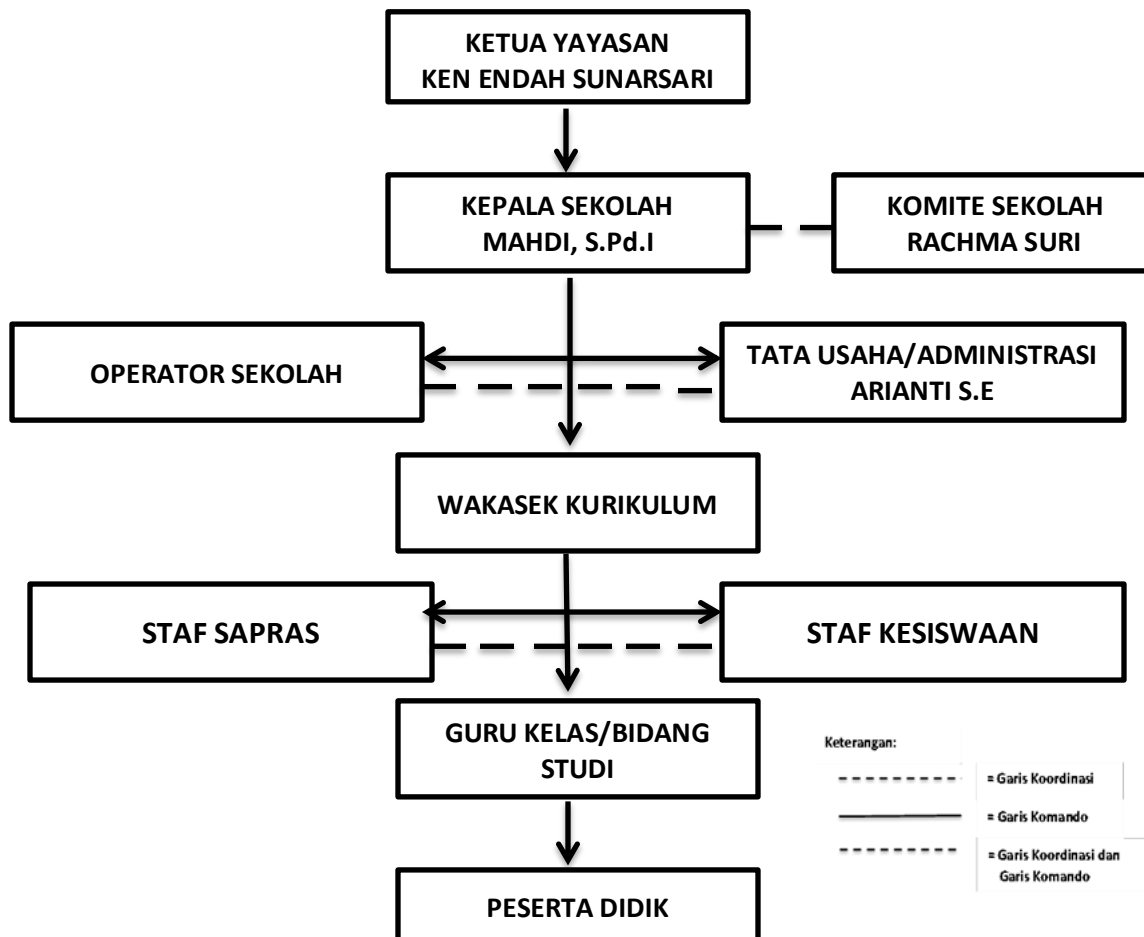 KETUA YAYASAN
KEN ENDAH SUNARSARI
KEPALA SEKOLAH
MAHDI, S.Pd.I
KOMITE SEKOLAH
RACHMA SURI
OPERATOR SEKOLAH
TATA USAHA/ADMINISTRASI
ARIANTI S.E
WAKASEK KURIKULUM
STAF SAPRAS
STAF KESISWAAN
GURU KELAS/BIDANG
STUDI
PESERTA DIDIK
Keterangan:
= Garis Koordinasi
= Garis Komando
= Garis Koordinasi dan
Garis Komando